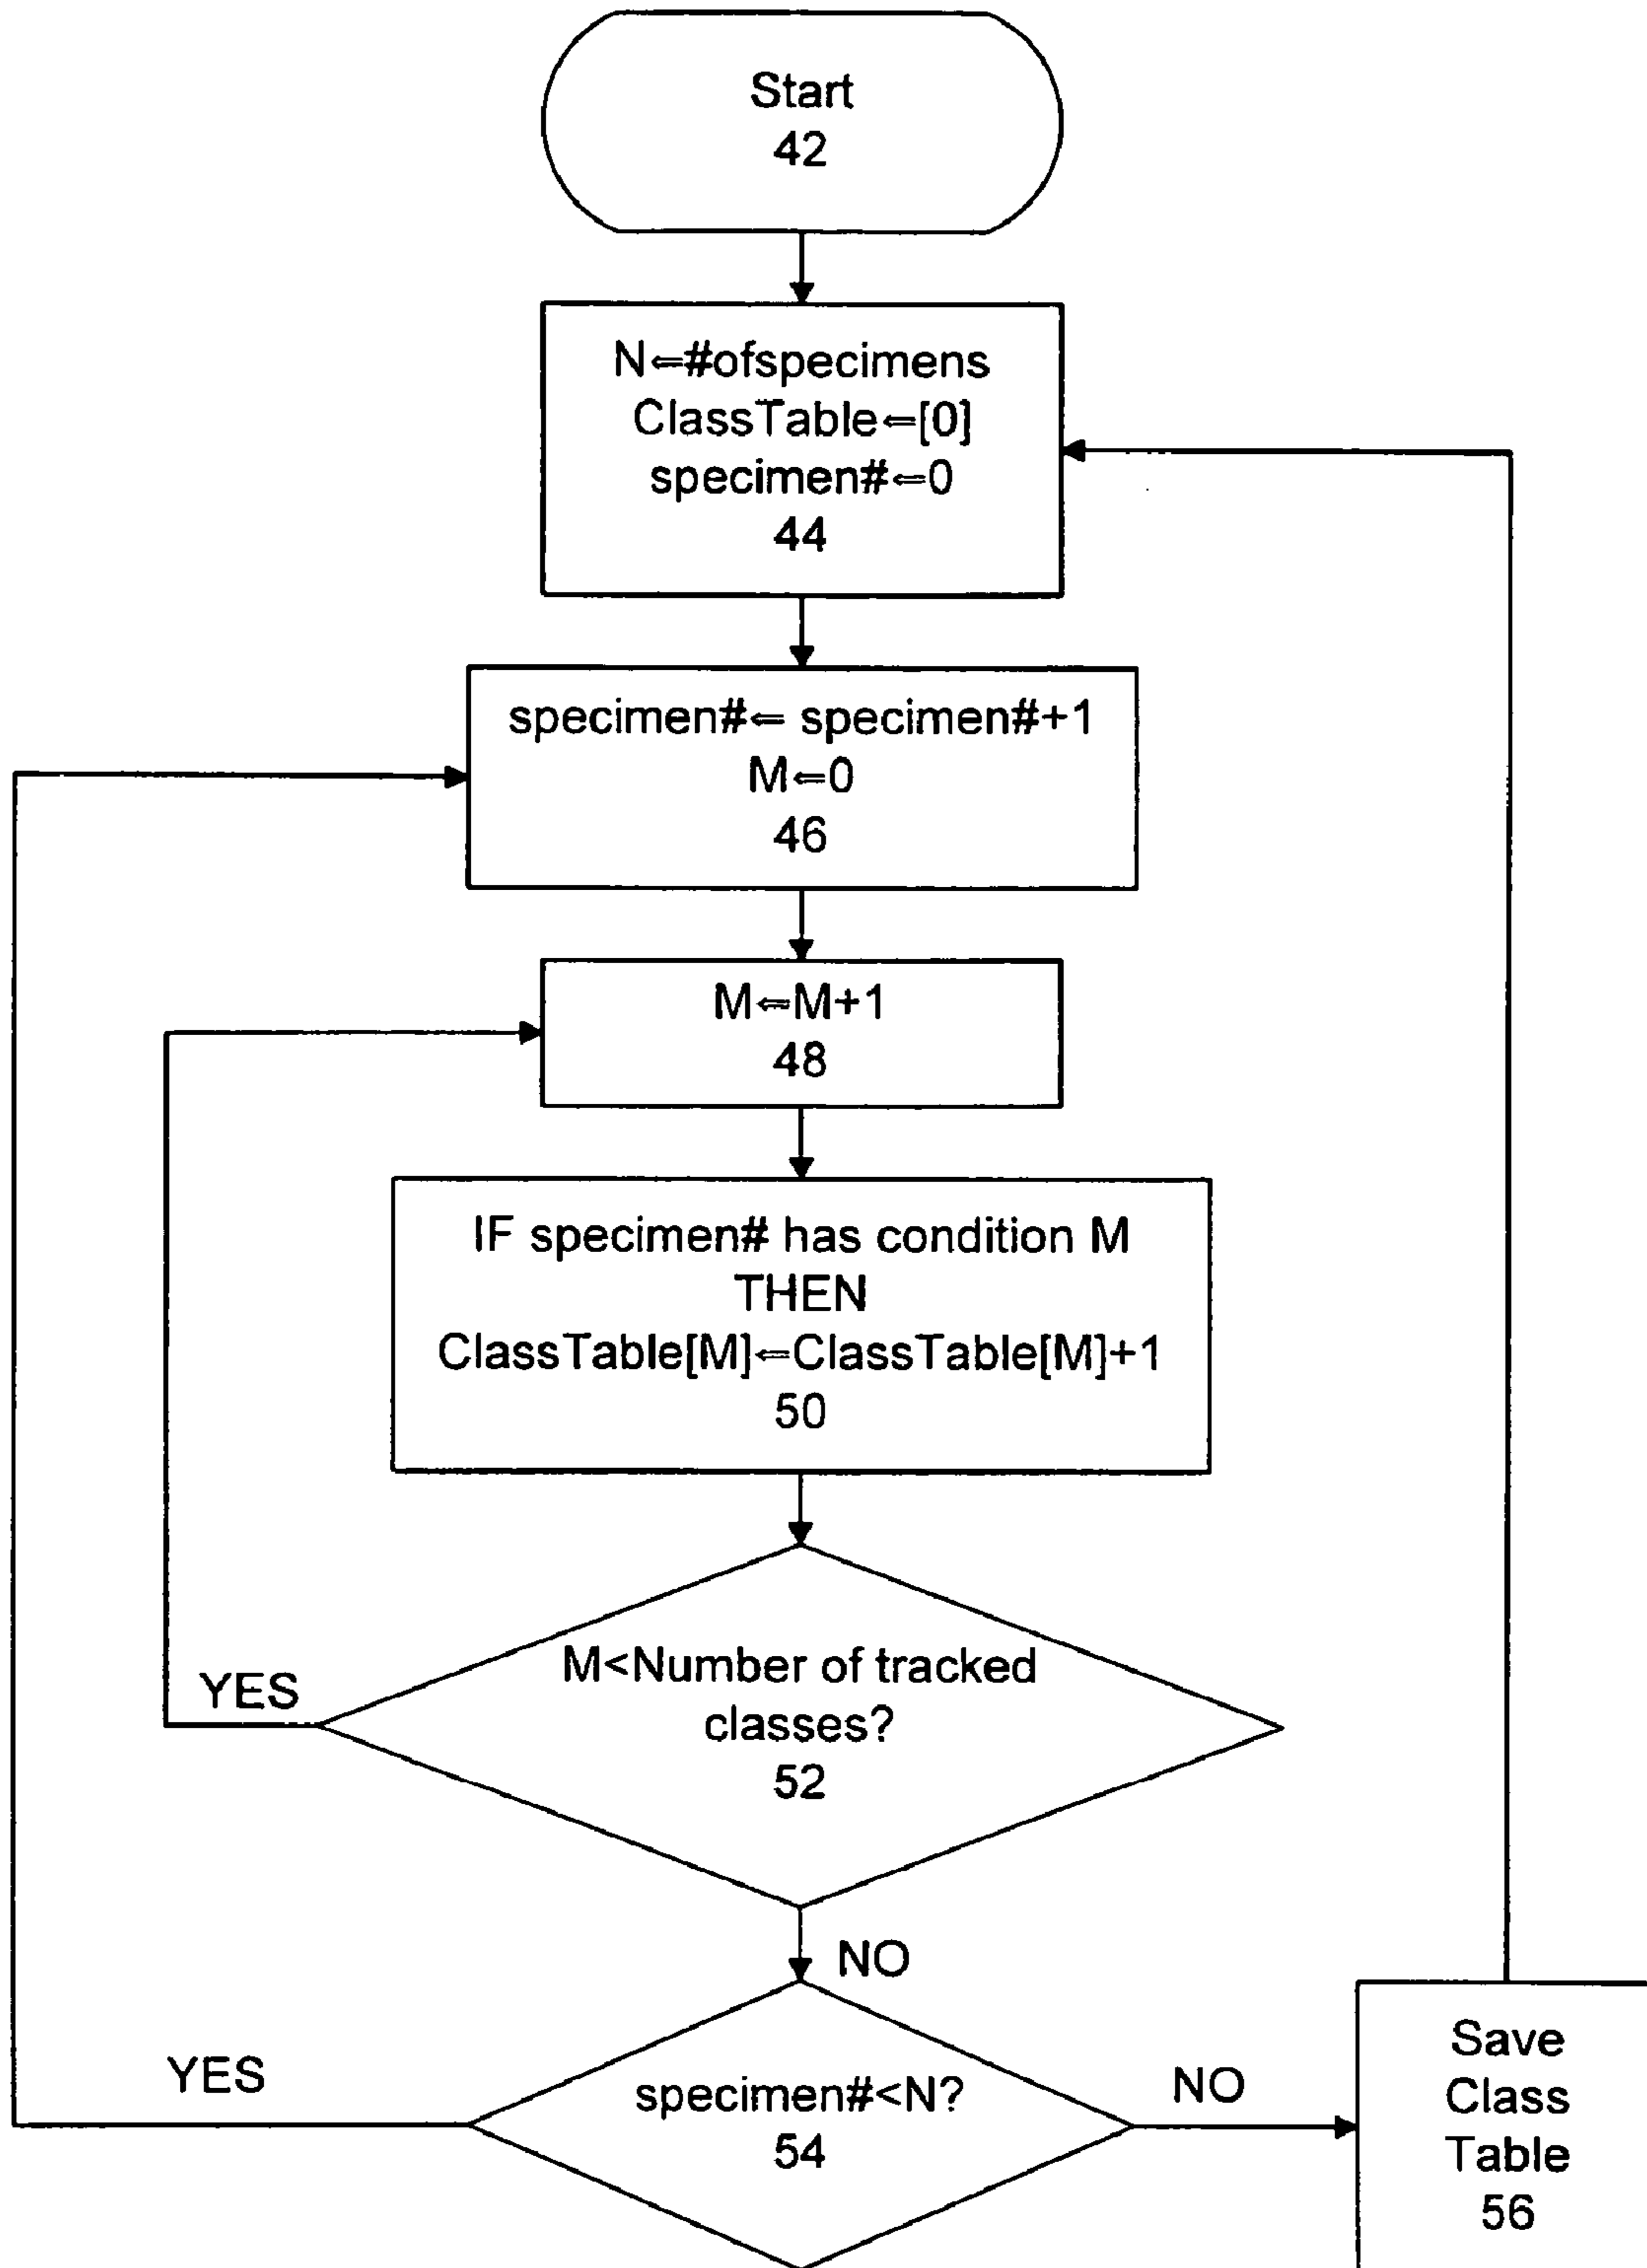 Start
42
N⇐#ofspecimens
ClassTable⇐[0]
specimen#⇐0
44
specimen#⇐ specimen#+1
M⇐0
46
M⇐M+1
48
IF specimen# has condition M
THEN
ClassTable[M]⇐ClassTable[M]+1
50
M<Number of tracked
classes?
52
YES
NO
specimen#<N?
54
YES
NO
Save
Class
Table
56